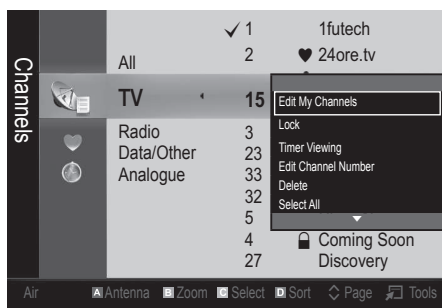 Channels
✓ 1 1futech
All 2 ♥ 24ore.tv
TV 15
Radio 3
Data/Other 23
Analogue 33
32
5
4 Coming Soon
27 Discovery
Edit My Channels
Lock
Timer Viewing
Edit Channel Number
Delete
Select All
Air A Antenna B Zoom C Select D Sort Page Tools